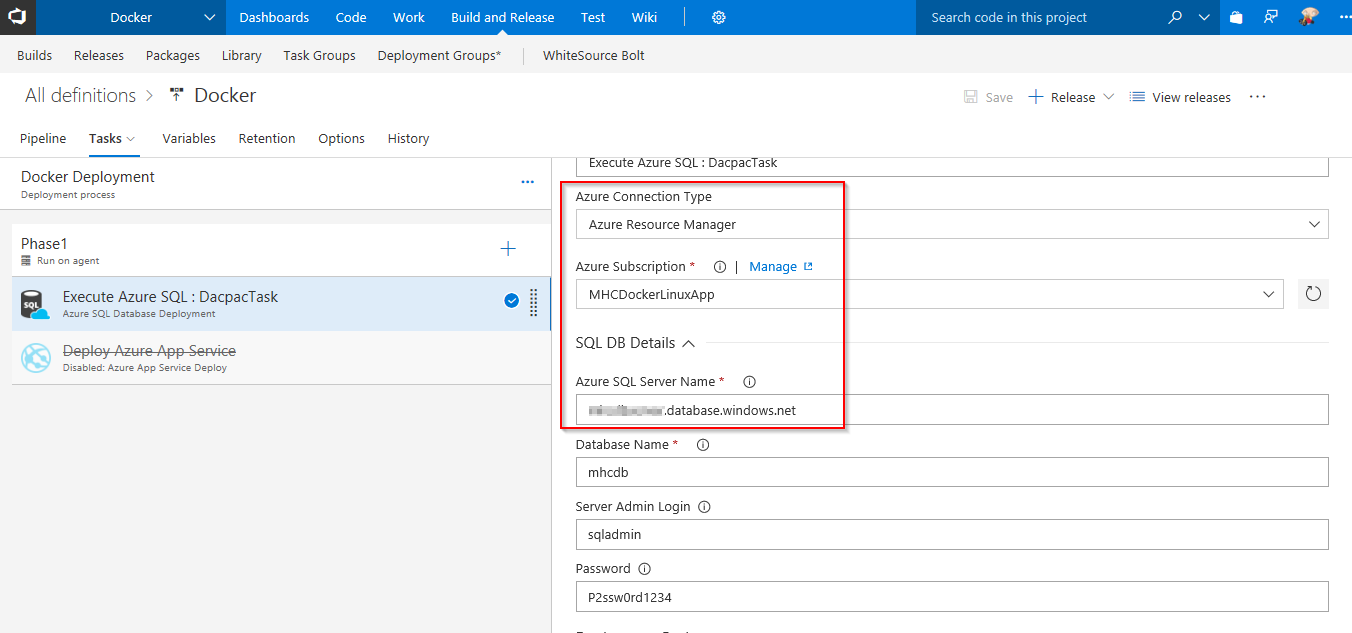 Docker Dashboards Code Work Build and Release Test Wiki Search code in this project
Builds Releases Packages Library Task Groups Deployment Groups* WhiteSource Bolt
All definitions > Docker Save + Release View releases ...
Pipeline Tasks Variables Retention Options History
Docker Deployment ...
Deployment process
Phase1
Run on agent
SQL
Execute Azure SQL : DacpacTask
Azure SQL Database Deployment
Deploy Azure App Service
Disabled: Azure App Service Deploy
Execute Azure SQL : DacpacTask
Azure Connection Type
Azure Resource Manager
Azure Subscription * | Manage
MHCDockerLinuxApp
SQL DB Details
Azure SQL Server Name *
.database.windows.net
Database Name *
mhcdb
Server Admin Login
sqladmin
Password
P2ssw0rd1234